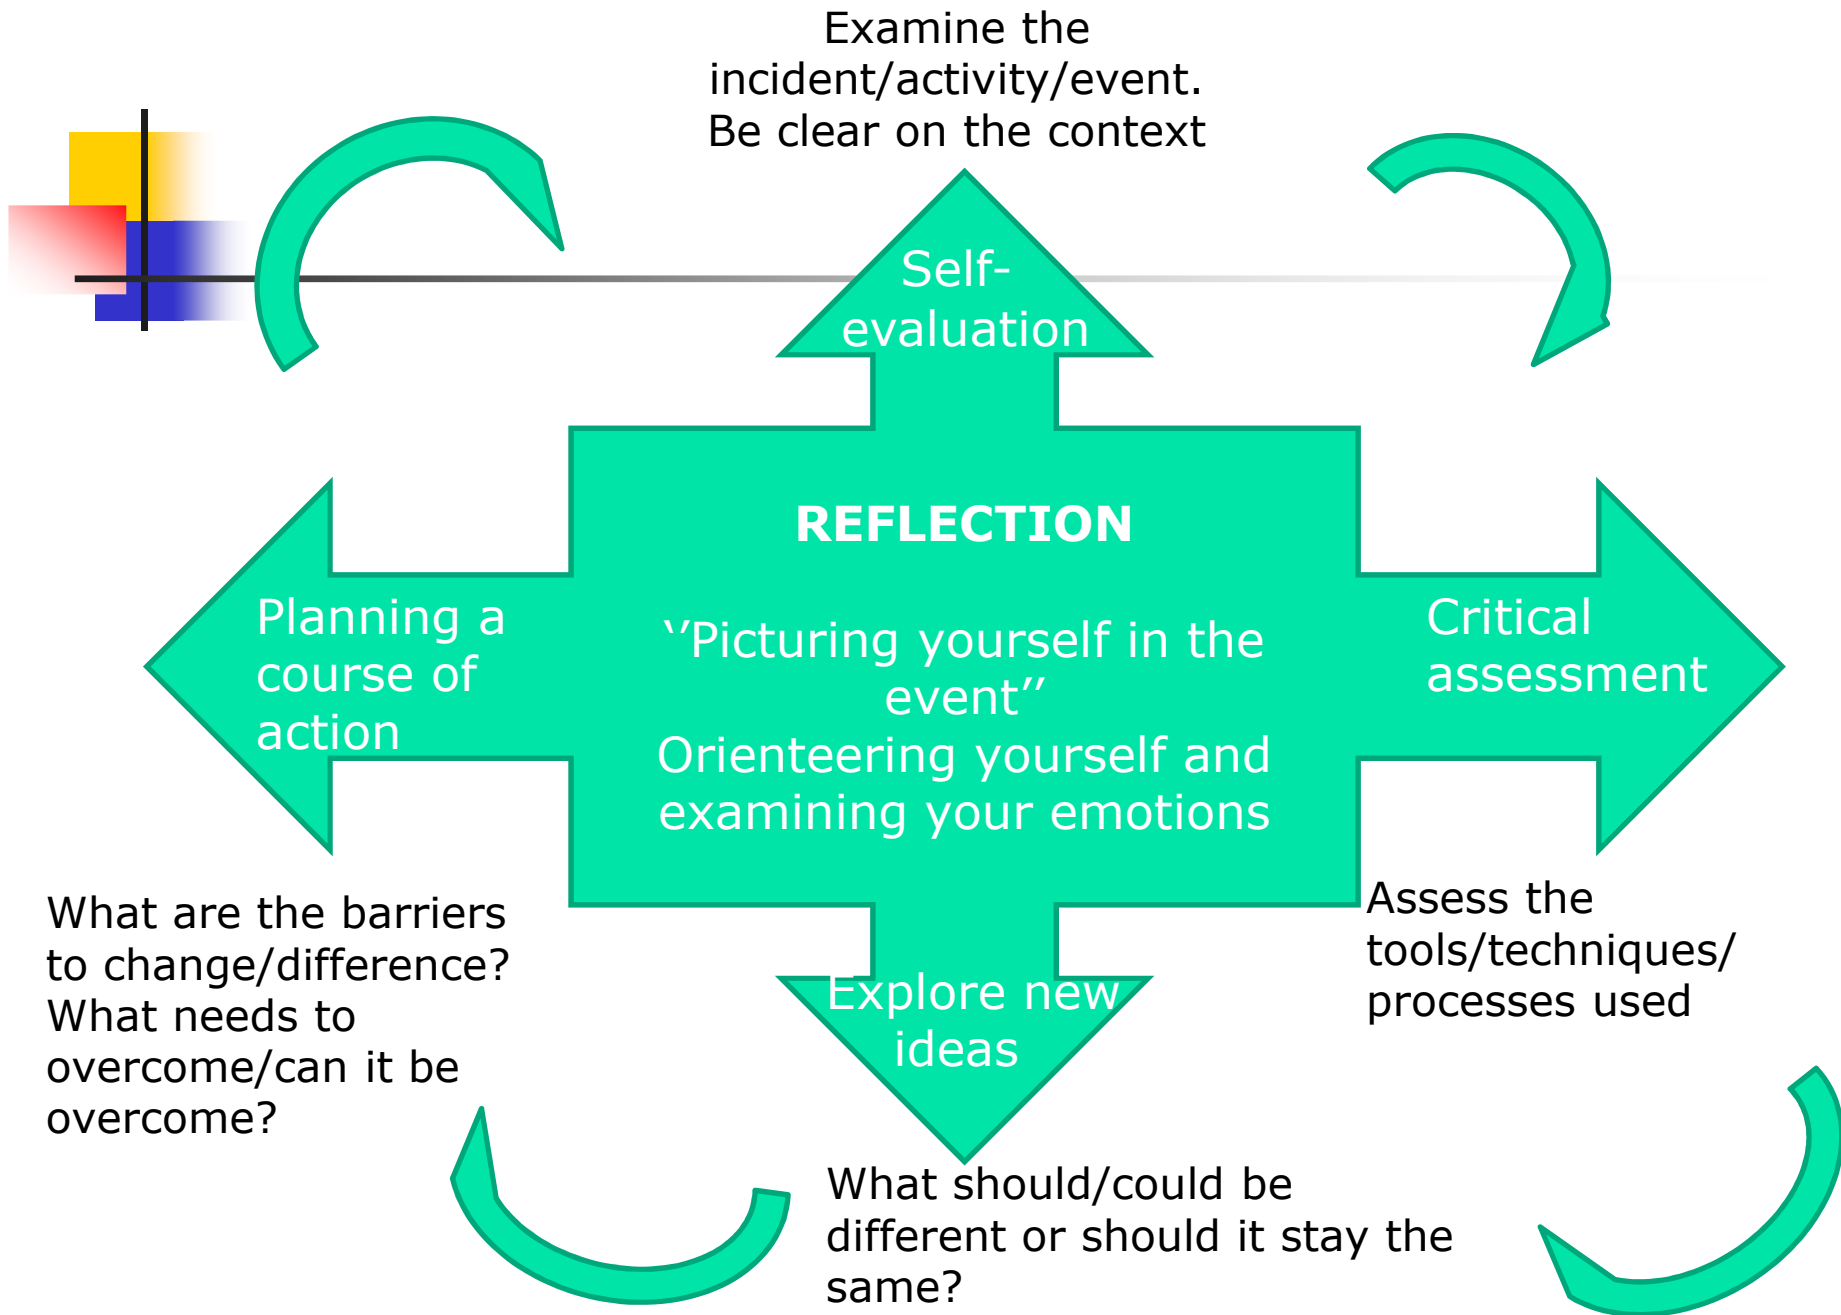 Examine the
incident/activity/event.
Be clear on the context
Self-
evaluation
REFLECTION
‘’Picturing yourself in the
event’’
Orienteering yourself and
examining your emotions
Planning a
course of
action
Critical
assessment
What are the barriers
to change/difference?
What needs to
overcome/can it be
overcome?
Assess the
tools/techniques/
processes used
Explore new
ideas
What should/could be
different or should it stay the
same?